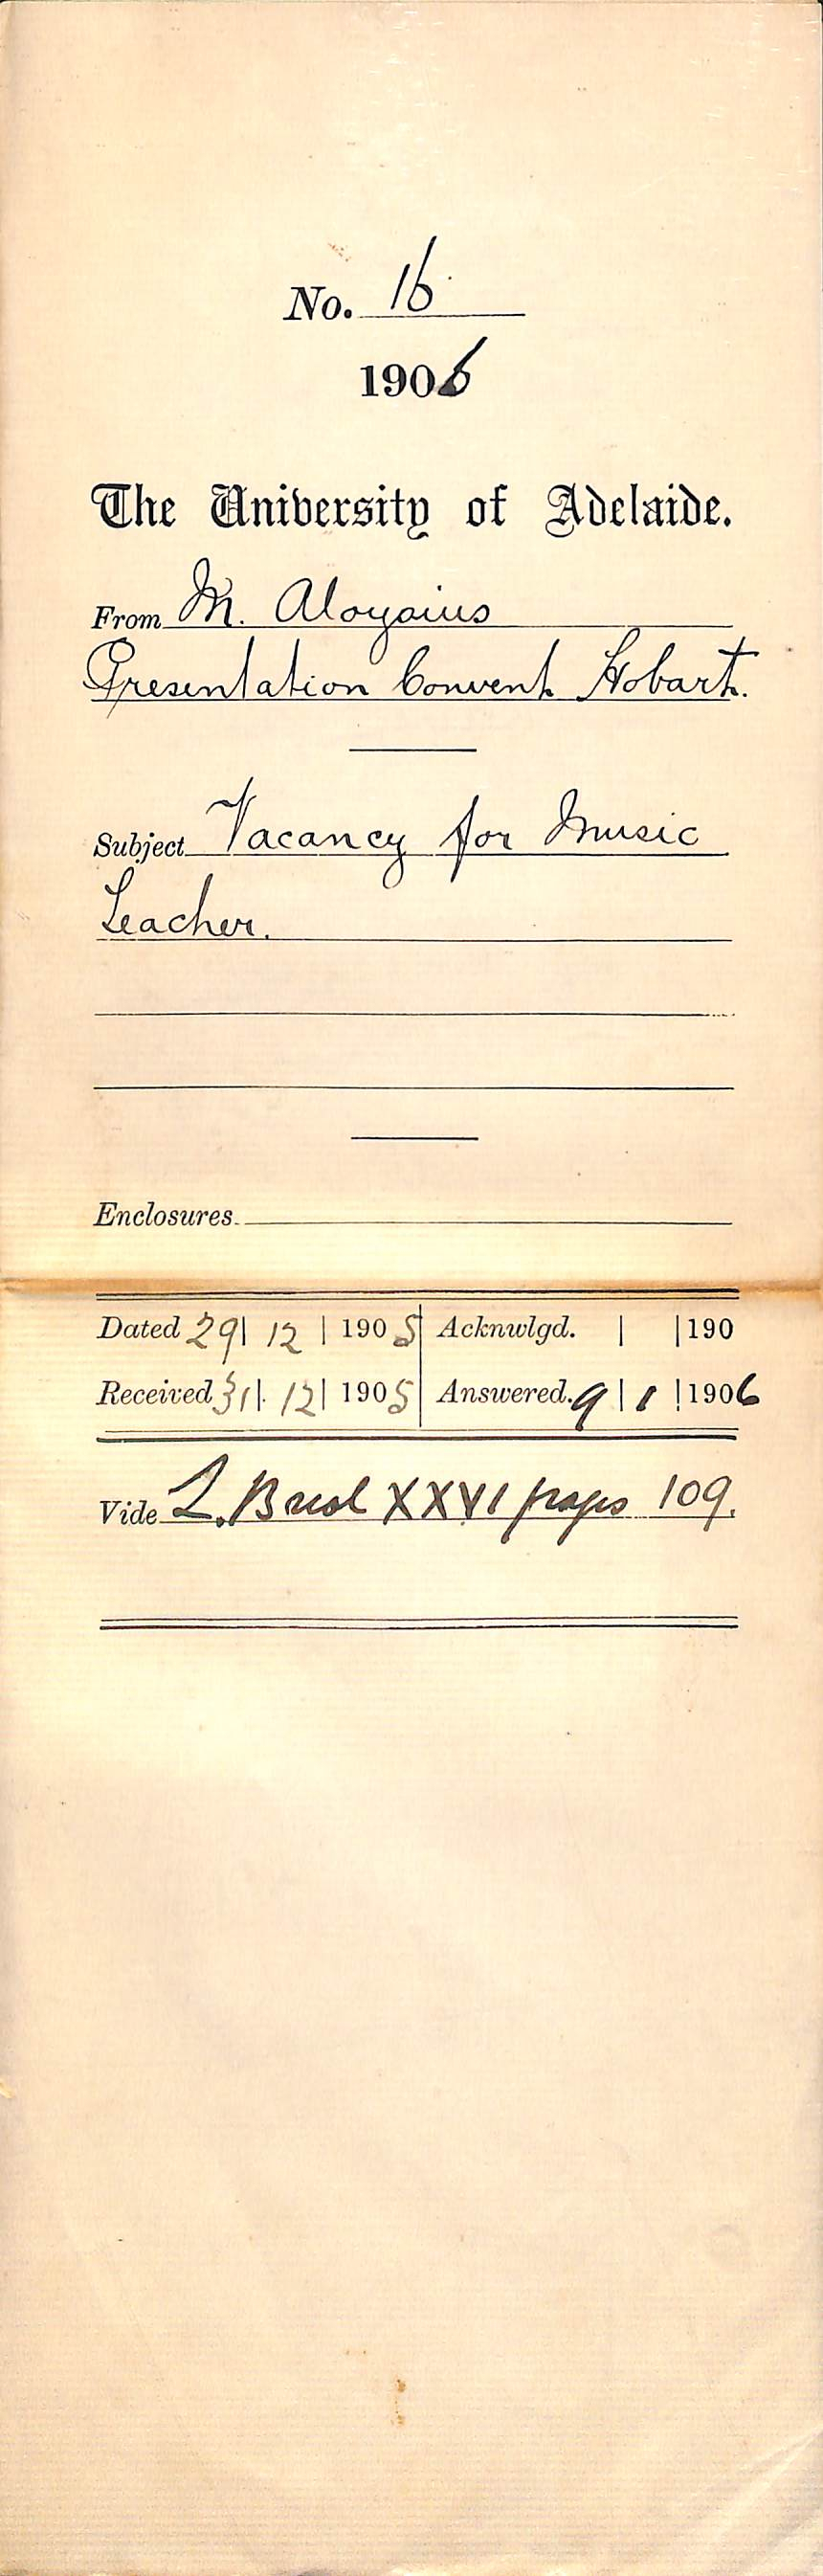 No. 16
1906
The University of Adelaide.
From M. Aloysius
Presentation Convent Hobart.
Subject Vacancy for Music
Teacher.
Enclosures
Dated 29 | 12 | 1905 Acknwlgd. | | 190
Received 31 | 12 | 1905 Answered. 9 | 1 | 1906
Vide L. Book XXVI page 109.